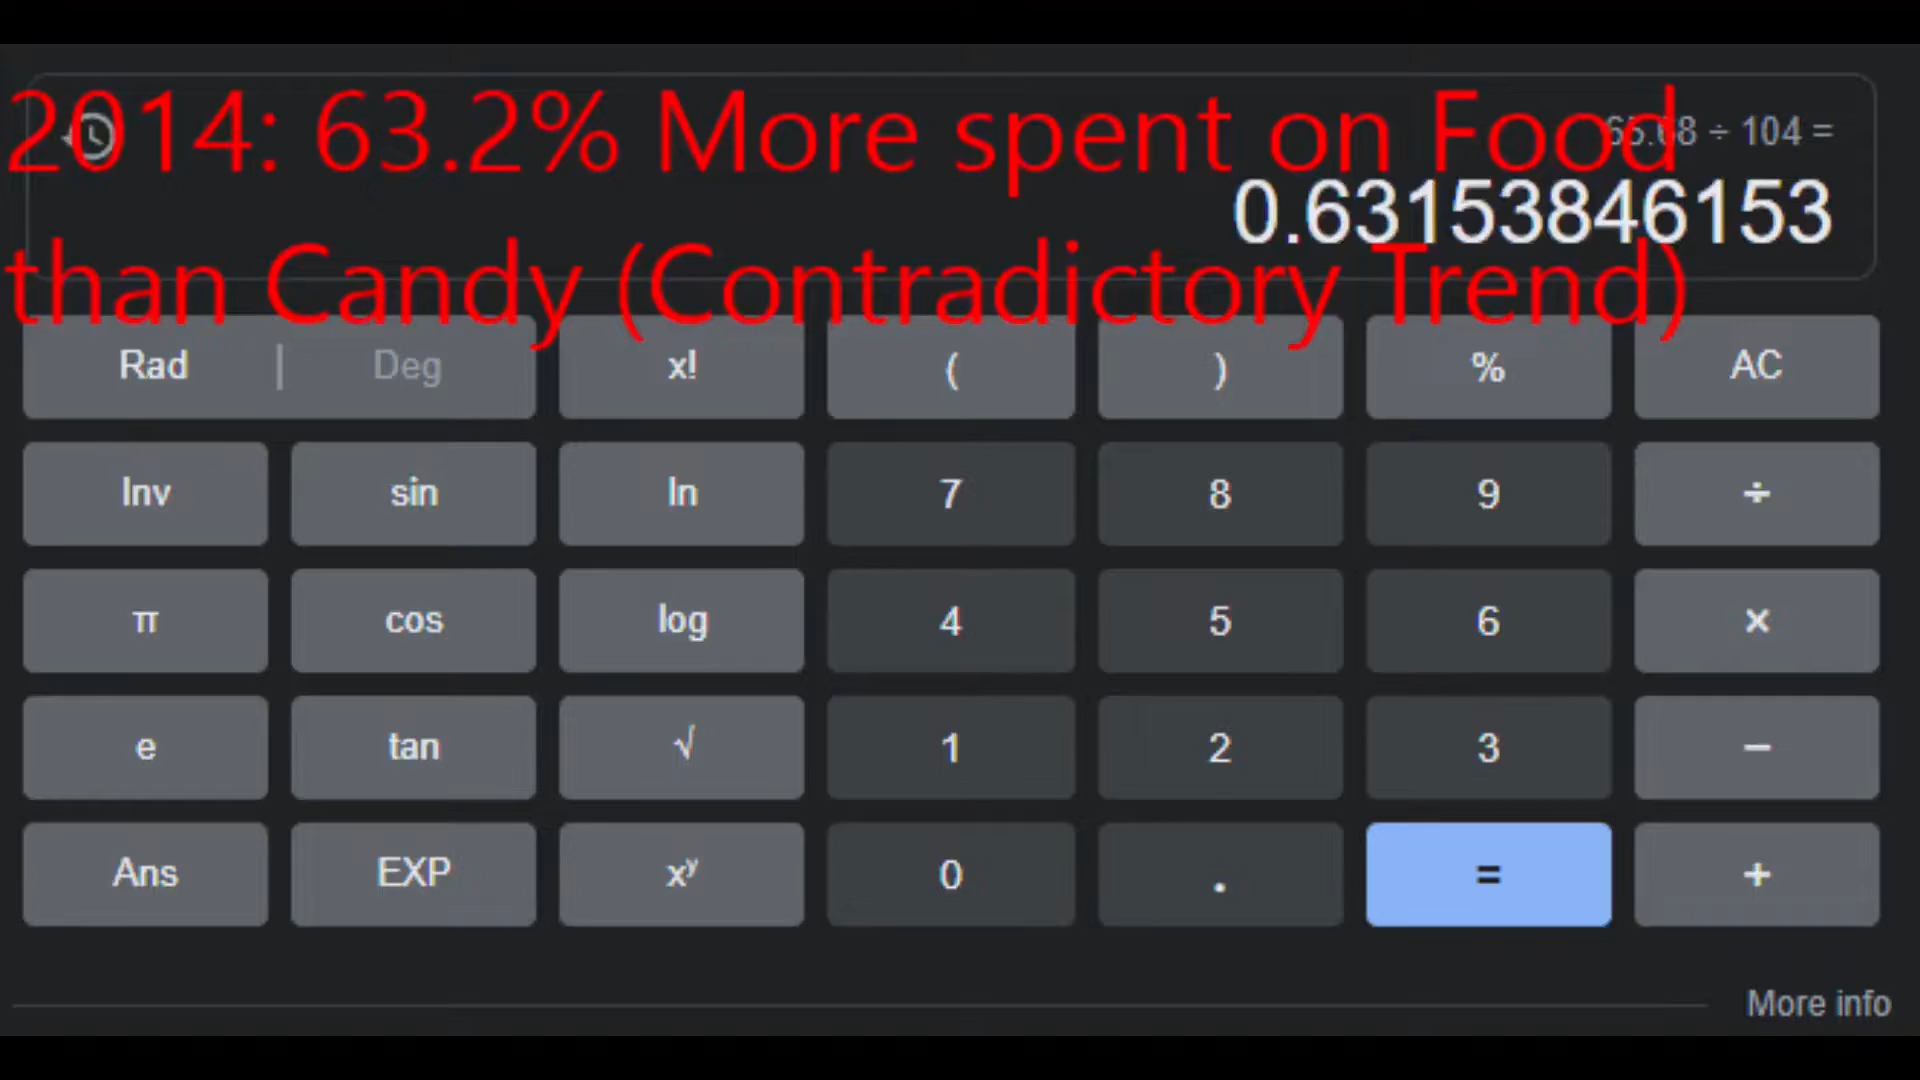 2014: 63.2% More spent on Food
65.68 ÷ 104 =
0.63153846153
than Candy (Contradictory Trend)
Rad | Deg x! ( ) % AC
Inv sin ln 7 8 9 ÷
π cos log 4 5 6 ×
e tan √ 1 2 3 −
Ans EXP xʸ 0 . = +
More info